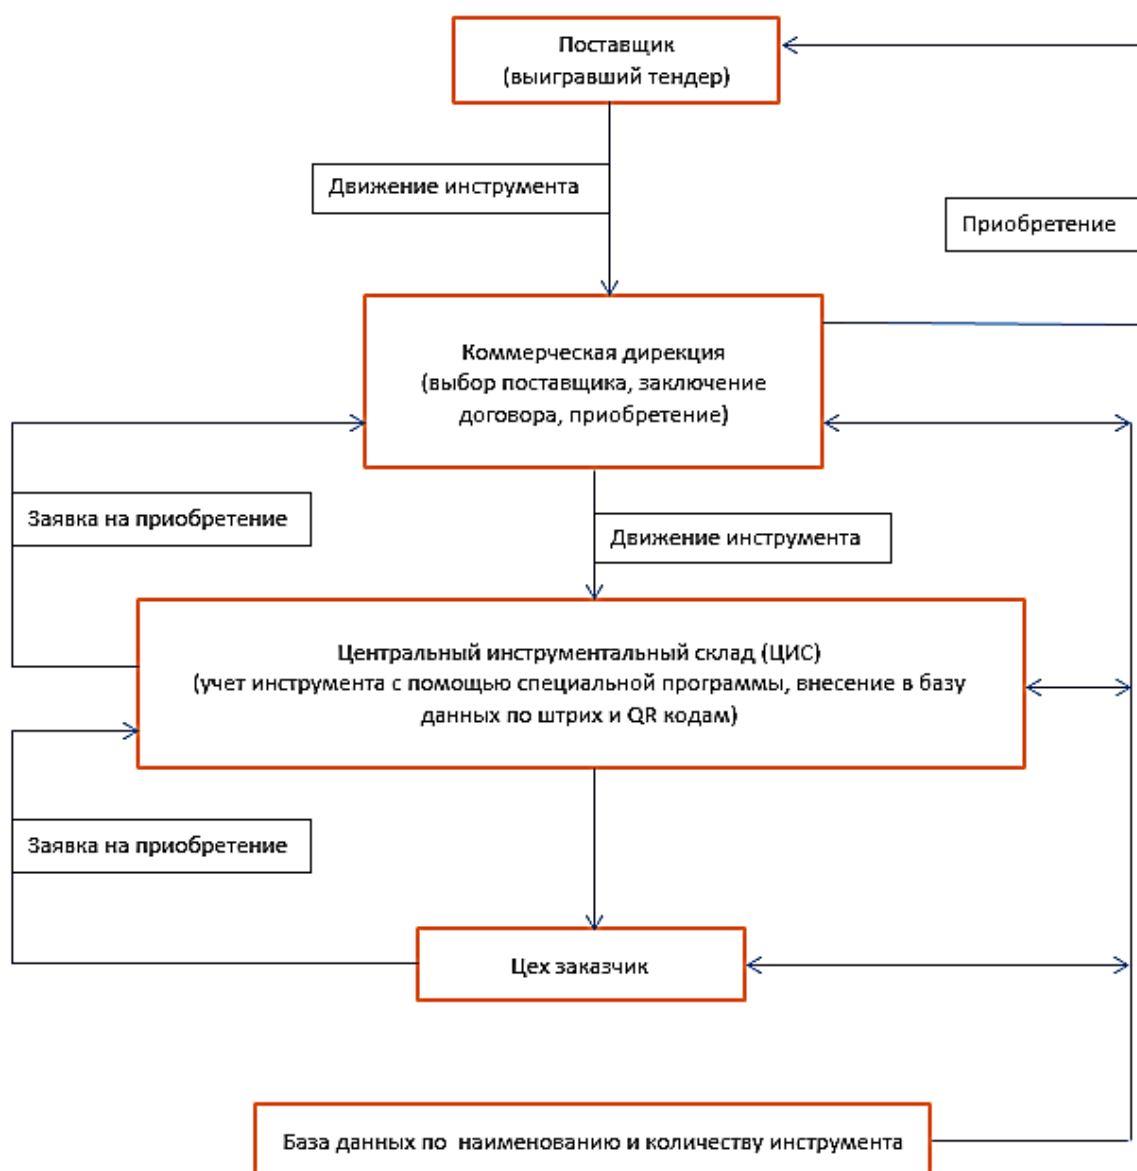 Поставщик
(выигравший тендер)
Движение инструмента
Приобретение
Коммерческая дирекция
(выбор поставщика, заключение
договора, приобретение)
Заявка на приобретение
Движение инструмента
Центральный инструментальный склад (ЦИС)
(учет инструмента с помощью специальной программы, внесение в базу
данных по штрих и QR кодам)
Заявка на приобретение
Цех заказчик
База данных по наименованию и количеству инструмента